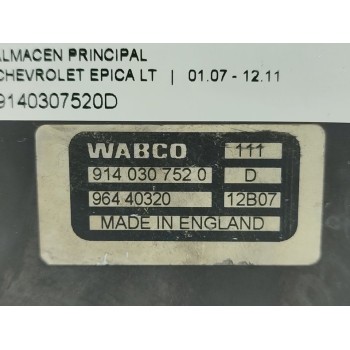 ALMACEN PRINCIPAL
CHEVROLET EPICA LT | 01.07 - 12.11
9140307520D
WABCO 111
914 030 752 0 D
964 40320 12B07
MADE IN ENGLAND